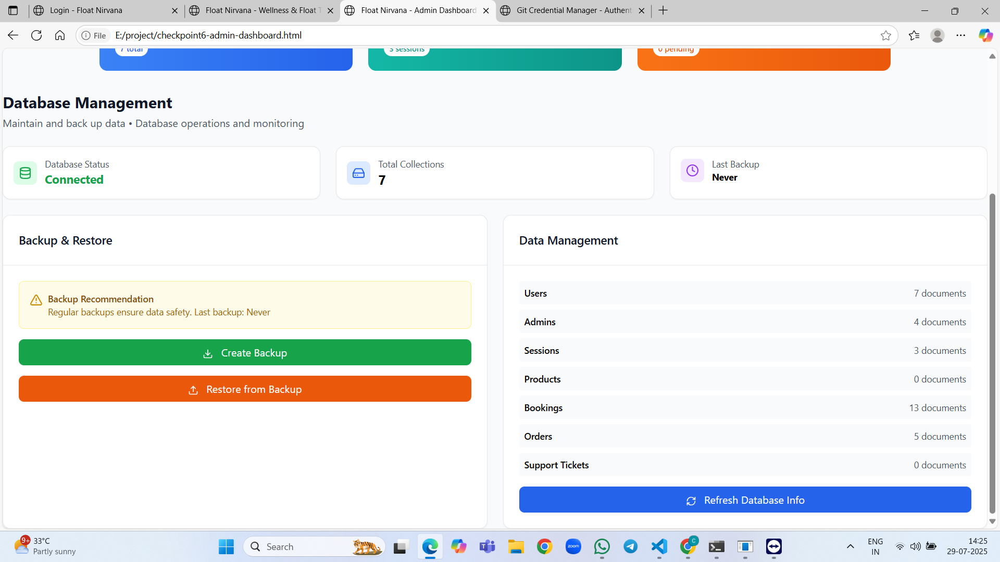 Login - Float Nirvana
Float Nirvana - Wellness & Float T
Float Nirvana - Admin Dashboard
Git Credential Manager - Authent
File
E:/project/checkpoint6-admin-dashboard.html
7 total
3 sessions
0 pending
Database Management
Maintain and back up data • Database operations and monitoring
Database Status
Connected
Total Collections
7
Last Backup
Never
Backup & Restore
Backup Recommendation
Regular backups ensure data safety. Last backup: Never
Create Backup
Restore from Backup
Data Management
Users 7 documents
Admins 4 documents
Sessions 3 documents
Products 0 documents
Bookings 13 documents
Orders 5 documents
Support Tickets 0 documents
Refresh Database Info
9+
33°C
Partly sunny
Search
zoom
C
ENG
IN
14:25
29-07-2025